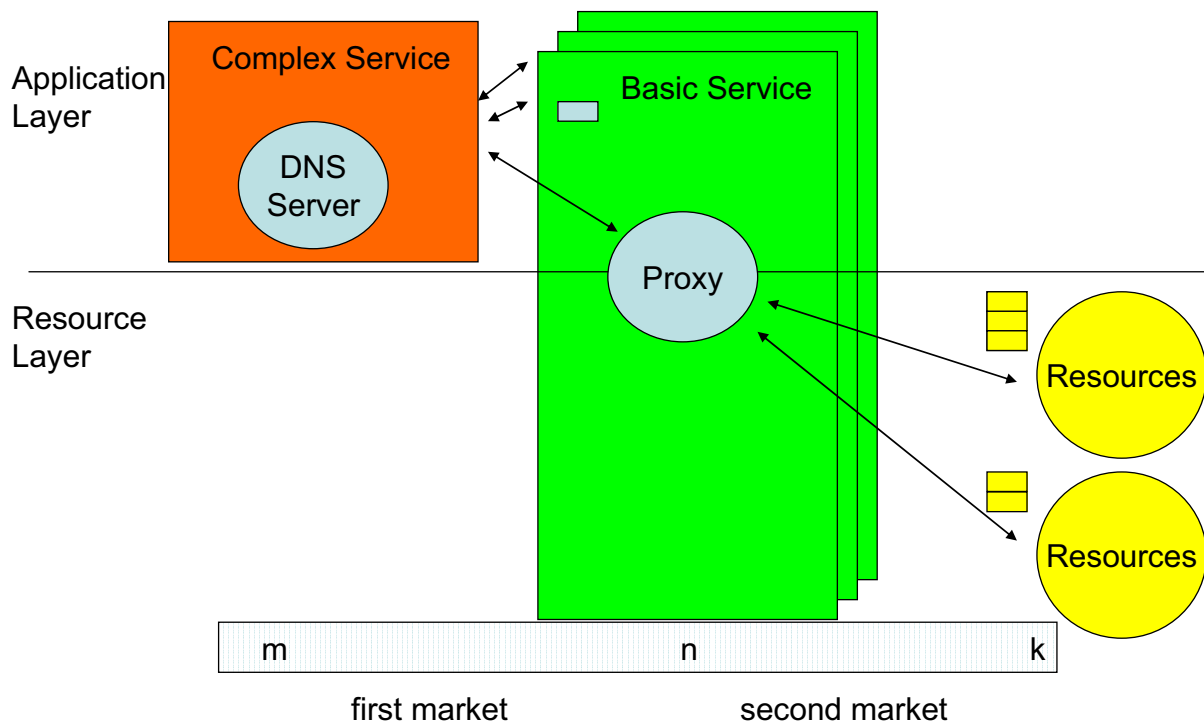 Application
Layer
Complex Service
DNS
Server
Basic Service
Proxy
Resource
Layer
Resources
Resources
m n k
first market second market